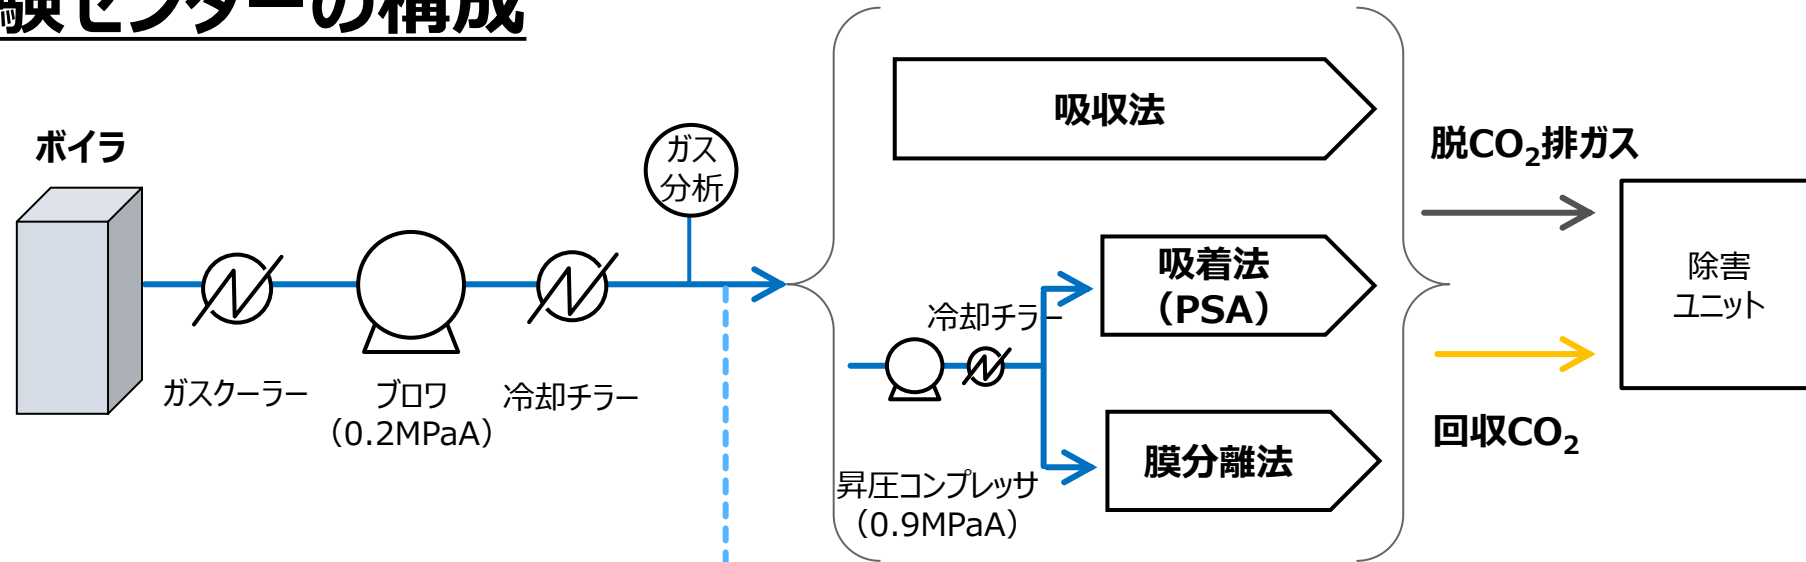 験センターの構成
ボイラ
ガスクーラー
ブロワ
（0.2MPaA）
冷却チラー
ガス
分析
吸収法
冷却チラー
昇圧コンプレッサ
（0.9MPaA）
吸着法
（PSA）
膜分離法
脱CO₂排ガス
回収CO₂
除害
ユニット